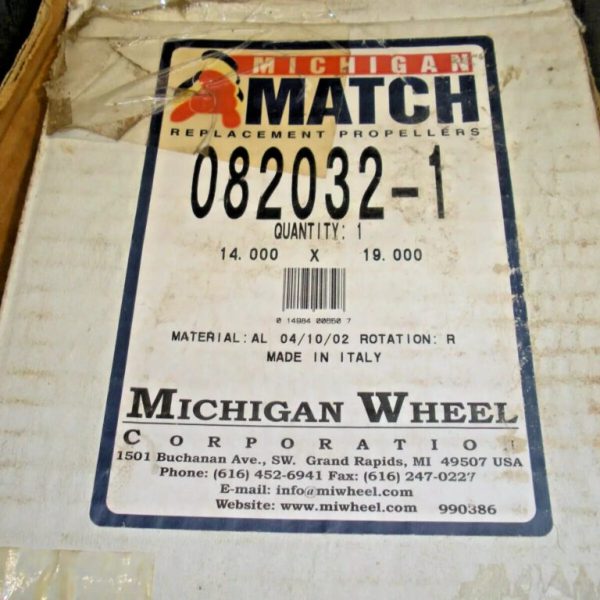 MICHIGAN
MATCH
REPLACEMENT PROPELLERS
082032-1
QUANTITY: 1
14.000 X 19.000
0 14984 00850 7
MATERIAL: AL 04/10/02 ROTATION: R
MADE IN ITALY
MICHIGAN WHEEL
CORPORATION
1501 Buchanan Ave., SW. Grand Rapids, MI 49507 USA
Phone: (616) 452-6941 Fax: (616) 247-0227
E-mail: info@miwheel.com
Website: www.miwheel.com 990386